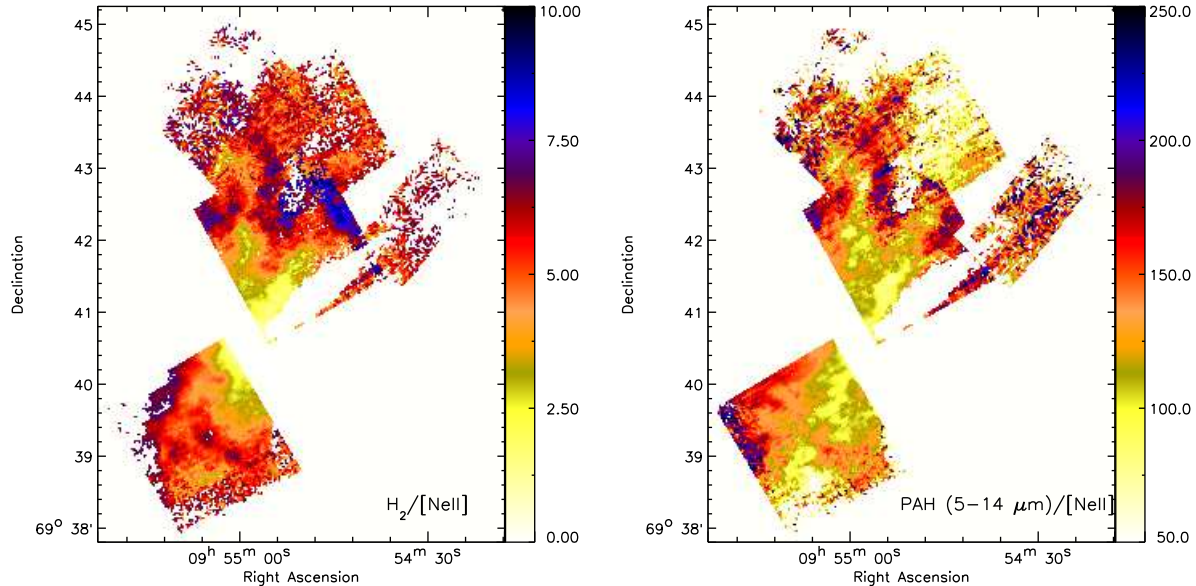 45
44
43
42
41
40
39
69° 38'
Declination
09ʰ 55ᵐ 00ˢ
54ᵐ 30ˢ
Right Ascension
H₂/[NeII]
10.00
7.50
5.00
2.50
0.00
45
44
43
42
41
40
39
69° 38'
Declination
09ʰ 55ᵐ 00ˢ
54ᵐ 30ˢ
Right Ascension
PAH (5−14 μm)/[NeII]
250.0
200.0
150.0
100.0
50.0